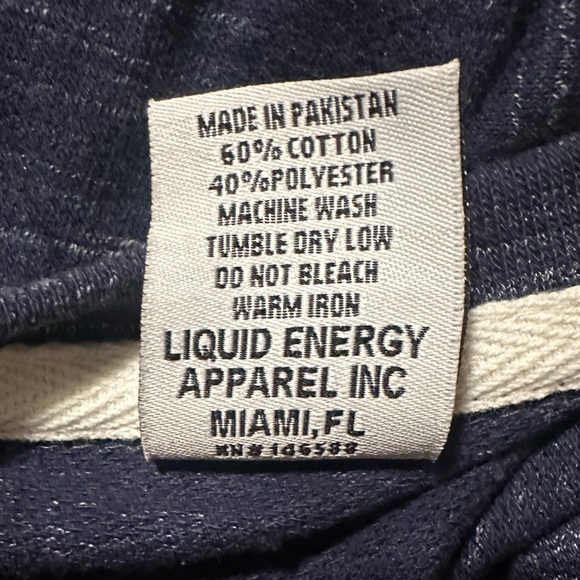 MADE IN PAKISTAN
60% COTTON
40%POLYESTER
MACHINE WASH
TUMBLE DRY LOW
DO NOT BLEACH
WARM IRON
LIQUID ENERGY
APPAREL INC
MIAMI, FL
RN#